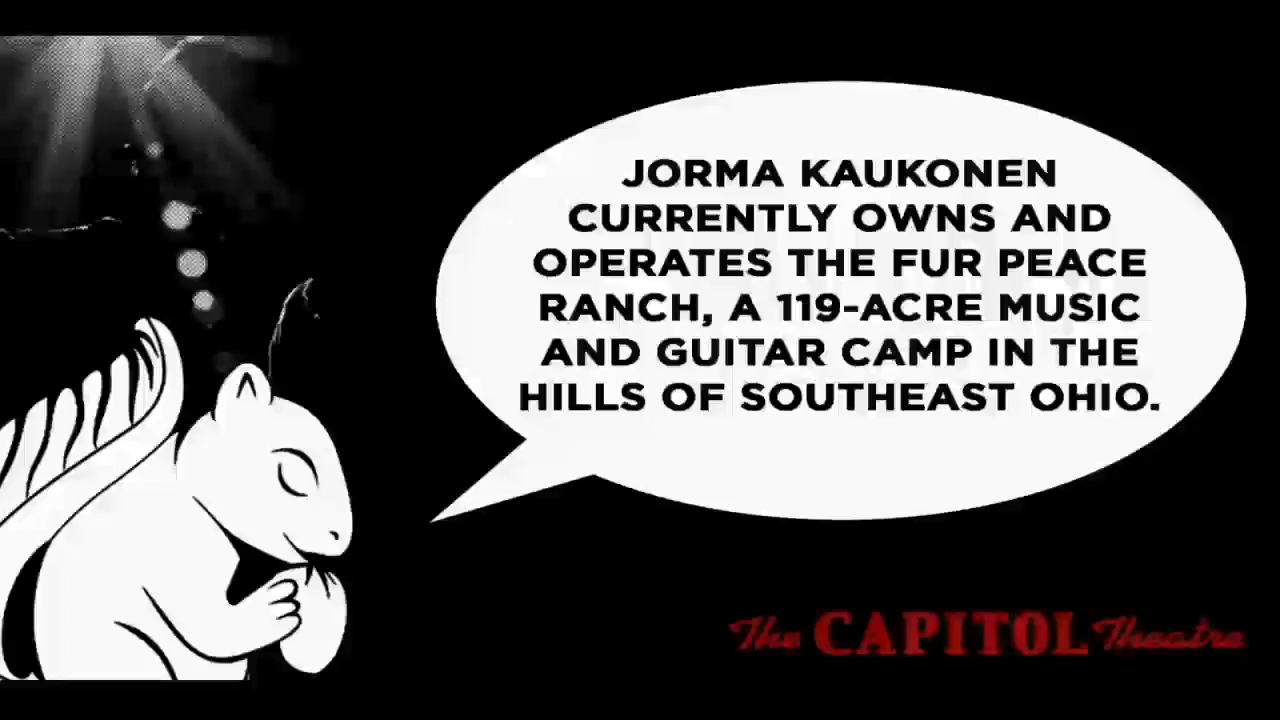 JORMA KAUKONEN
CURRENTLY OWNS AND
OPERATES THE FUR PEACE
RANCH, A 119-ACRE MUSIC
AND GUITAR CAMP IN THE
HILLS OF SOUTHEAST OHIO.
The CAPITOL Theatre